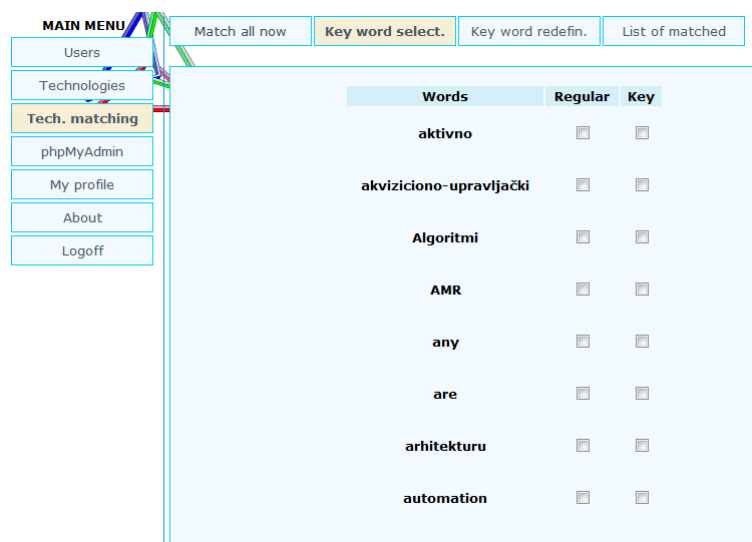 MAIN MENU
Users
Technologies
Tech. matching
phpMyAdmin
My profile
About
Logoff
Match all now Key word select. Key word redefin. List of matched
Words Regular Key
aktivno
akviziciono-upravljački
Algoritmi
AMR
any
are
arhitekturu
automation